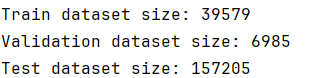 Train dataset size: 39579
Validation dataset size: 6985
Test dataset size: 157205